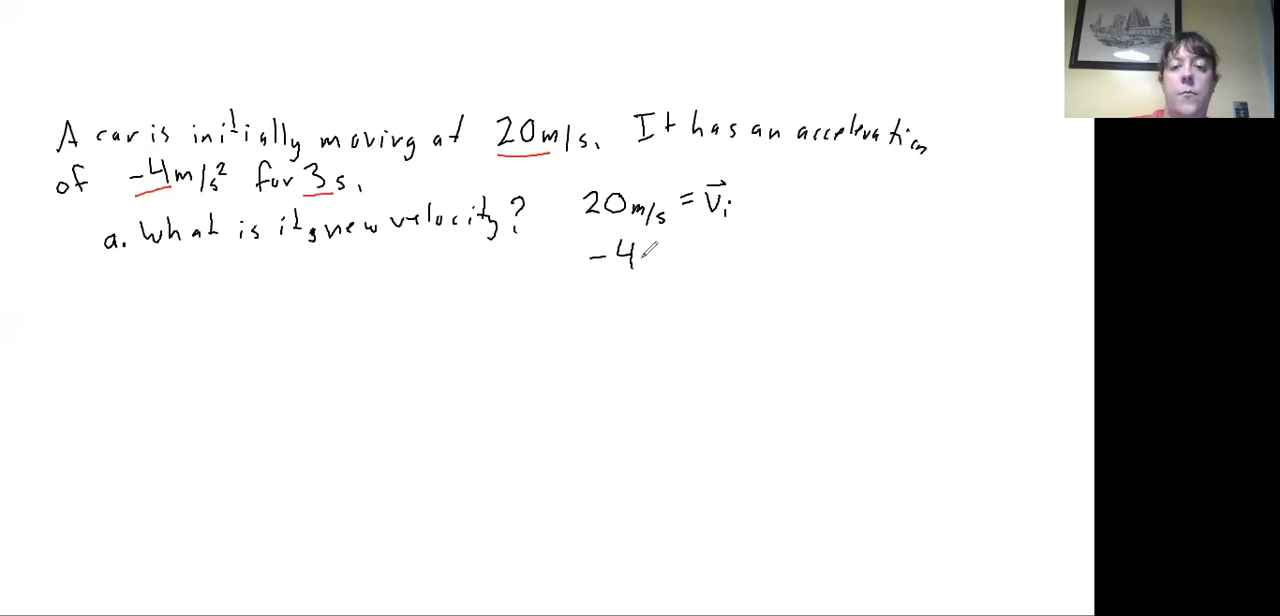 A car is initially moving at 20m/s. It has an acceleration
of -4m/s² for 3s.
a. What is its new velocity?
20m/s = v⃗ᵢ
-4